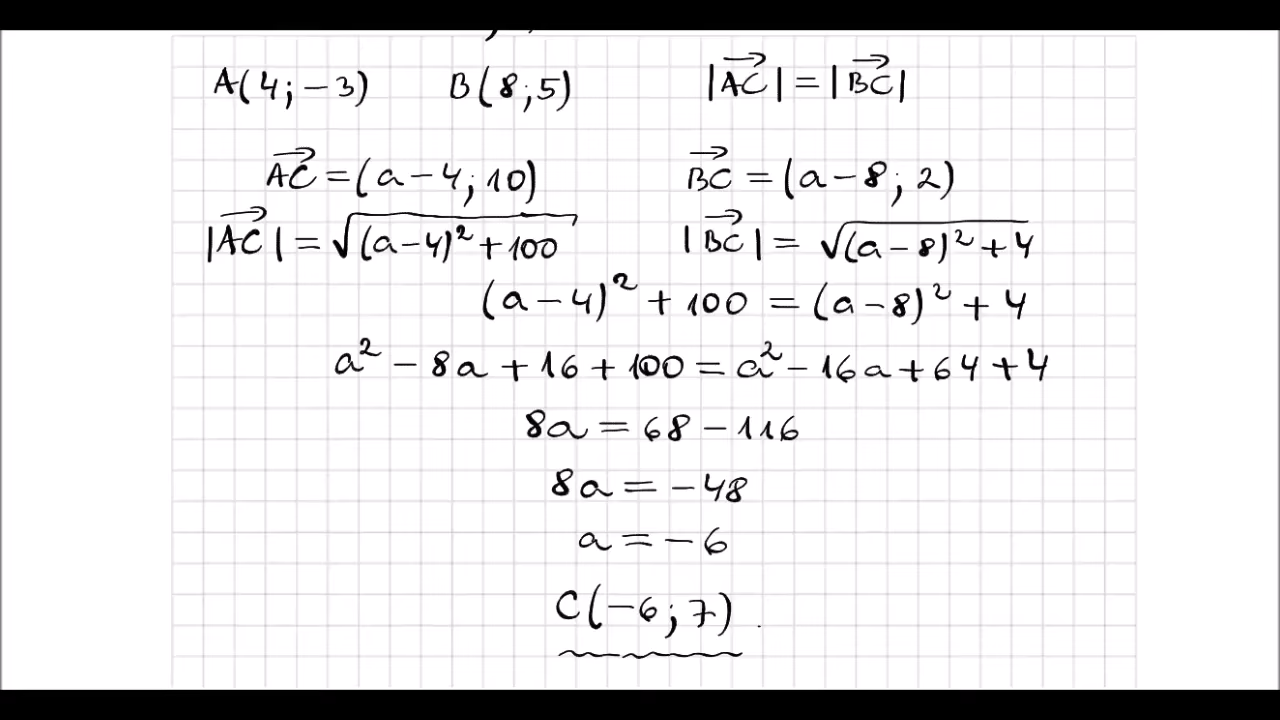 A(4;-3) B(8;5) |AC⃗| = |BC⃗|
AC⃗ = (a-4;10) BC⃗ = (a-8;2)
|AC⃗| = √((a-4)² + 100) |BC⃗| = √((a-8)² + 4)
(a-4)² + 100 = (a-8)² + 4
a² - 8a + 16 + 100 = a² - 16a + 64 + 4
8a = 68 - 116
8a = -48
a = -6
C(-6;7)